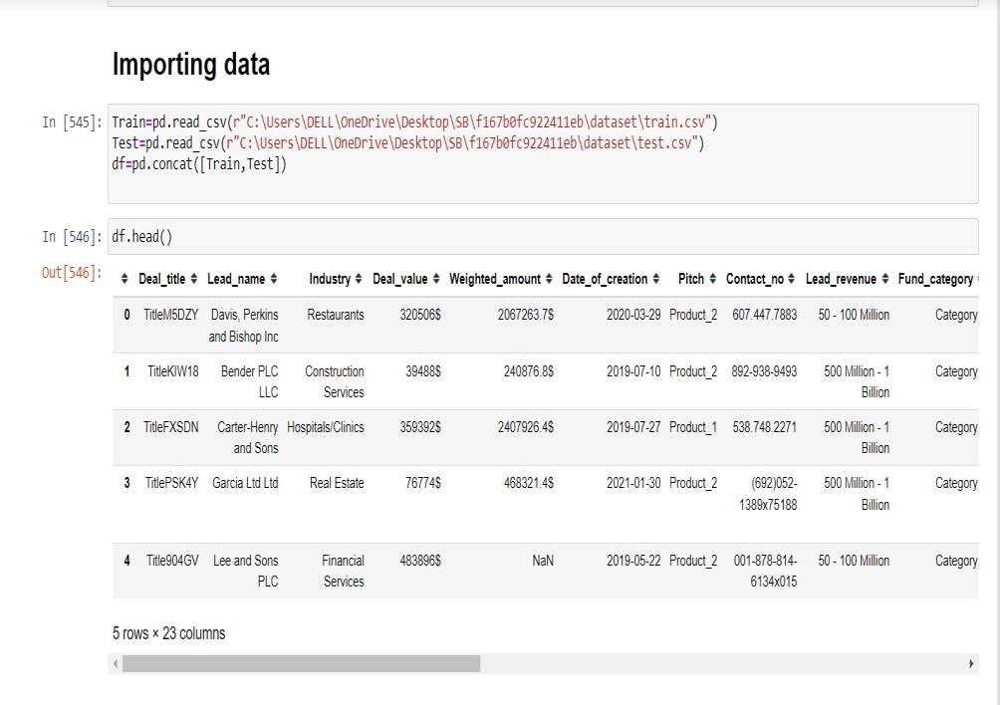 Importing data
In [545]: Train=pd.read_csv(r"C:\Users\DELL\OneDrive\Desktop\SB\f167b0fc922411eb\dataset\train.csv")
Test=pd.read_csv(r"C:\Users\DELL\OneDrive\Desktop\SB\f167b0fc922411eb\dataset\test.csv")
df=pd.concat([Train,Test])
In [546]: df.head()
Out[546]:
Deal_title Lead_name Industry Deal_value Weighted_amount Date_of_creation Pitch Contact_no Lead_revenue Fund_category
0 TitleM5DZY Davis, Perkins Restaurants 320506$ 2067263.7$ 2020-03-29 Product_2 607.447.7883 50 - 100 Million Category
and Bishop Inc
1 TitleKIW18 Bender PLC Construction 39488$ 240876.8$ 2019-07-10 Product_2 892-938-9493 500 Million - 1 Category
LLC Services Billion
2 TitleFXSDN Carter-Henry Hospitals/Clinics 359392$ 2407926.4$ 2019-07-27 Product_1 538.748.2271 500 Million - 1 Category
and Sons Billion
3 TitlePSK4Y Garcia Ltd Ltd Real Estate 76774$ 468321.4$ 2021-01-30 Product_2 (692)052- 500 Million - 1 Category
1389x75188 Billion
4 Title904GV Lee and Sons Financial 483896$ NaN 2019-05-22 Product_2 001-878-814- 50 - 100 Million Category
PLC Services 6134x015
5 rows × 23 columns